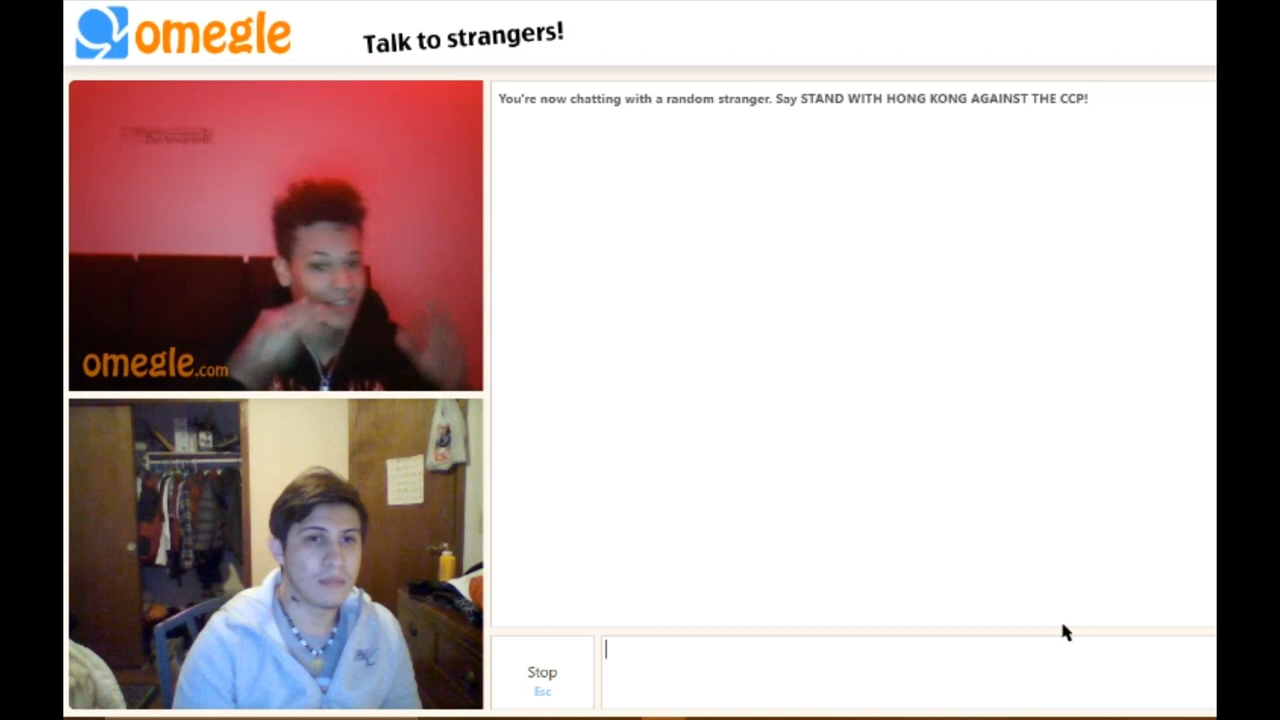 omegle
Talk to strangers!
You're now chatting with a random stranger. Say STAND WITH HONG KONG AGAINST THE CCP!
omegle.com
Stop
Esc